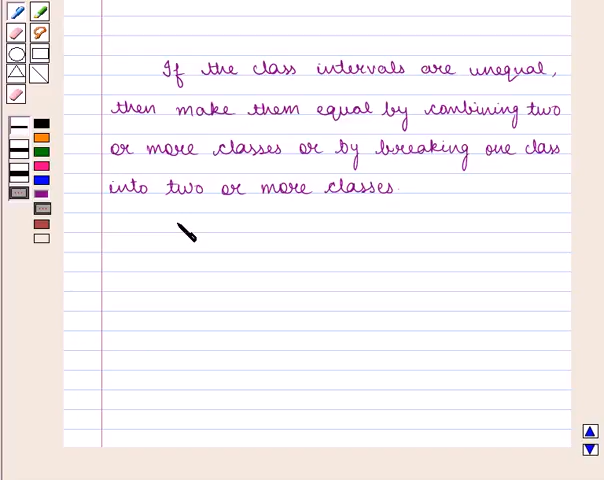 If the class intervals are unequal,
then make them equal by combining two
or more classes or by breaking one class
into two or more classes.